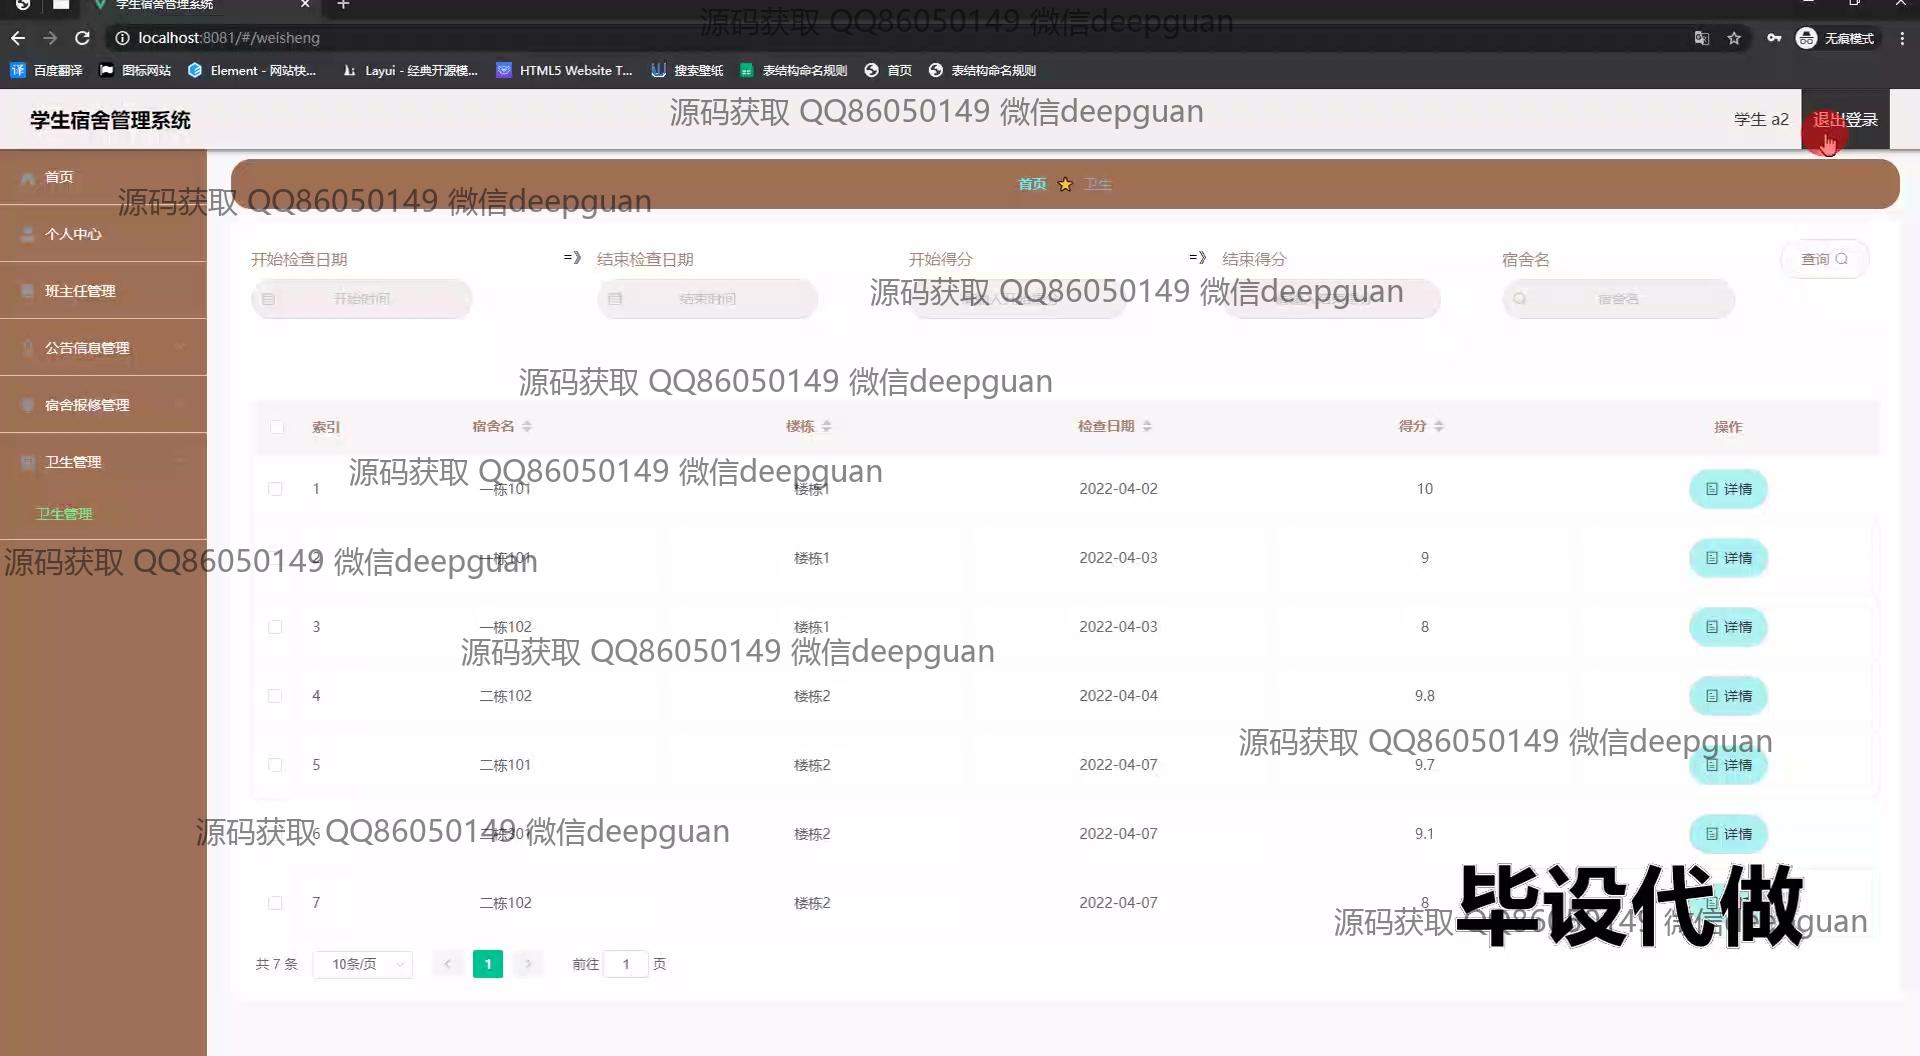 学生宿舍管理系统
localhost:8081/#/weisheng
无痕模式
百度翻译
图标网站
Element - 网站快...
Layui - 经典开源模...
HTML5 Website T...
搜索壁纸
表结构命名规则
首页
表结构命名规则
源码获取 QQ86050149 微信deepguan
学生宿舍管理系统
源码获取 QQ86050149 微信deepguan
学生 a2
退出登录
首页
首页 卫生
源码获取 QQ86050149 微信deepguan
个人中心
开始检查日期 =》 结束检查日期 开始得分 =》 结束得分 宿舍名 查询
班主任管理
开始时间 结束时间 宿舍名
源码获取 QQ86050149 微信deepguan
公告信息管理
源码获取 QQ86050149 微信deepguan
宿舍报修管理
索引 宿舍名 楼栋 检查日期 得分 操作
卫生管理
源码获取 QQ86050149 微信deepguan
1 一栋101 楼栋1 2022-04-02 10 详情
卫生管理
2 一栋101 楼栋1 2022-04-03 9 详情
源码获取 QQ86050149 微信deepguan
3 一栋102 楼栋1 2022-04-03 8 详情
源码获取 QQ86050149 微信deepguan
4 二栋102 楼栋2 2022-04-04 9.8 详情
源码获取 QQ86050149 微信deepguan
5 二栋101 楼栋2 2022-04-07 9.7 详情
源码获取 QQ86050149 微信deepguan
6 二栋301 楼栋2 2022-04-07 9.1 详情
7 二栋102 楼栋2 2022-04-07 8
毕设代做
源码获取 QQ86050149 微信deepguan
共 7 条 10条/页 1 前往 1 页